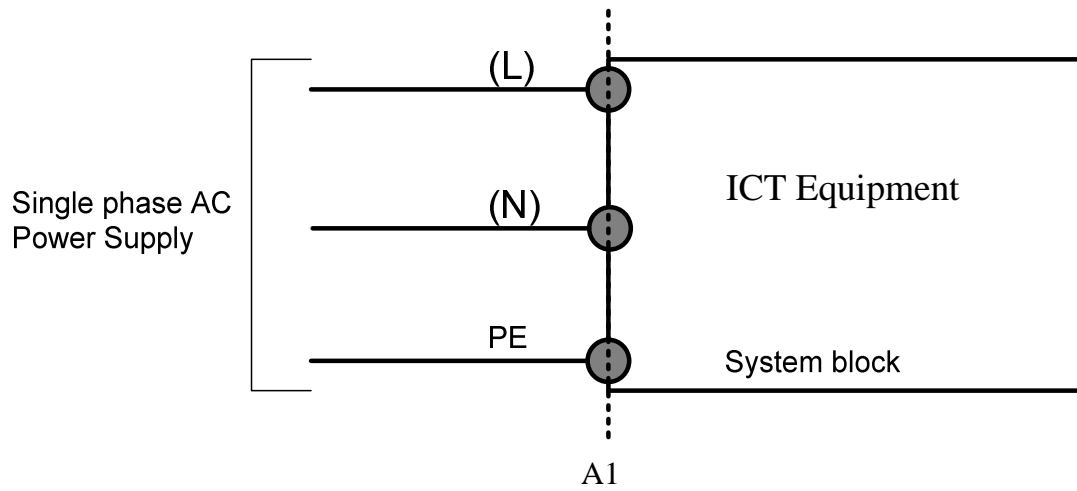 (L)
Single phase AC
Power Supply
(N)
ICT Equipment
PE
System block
A1